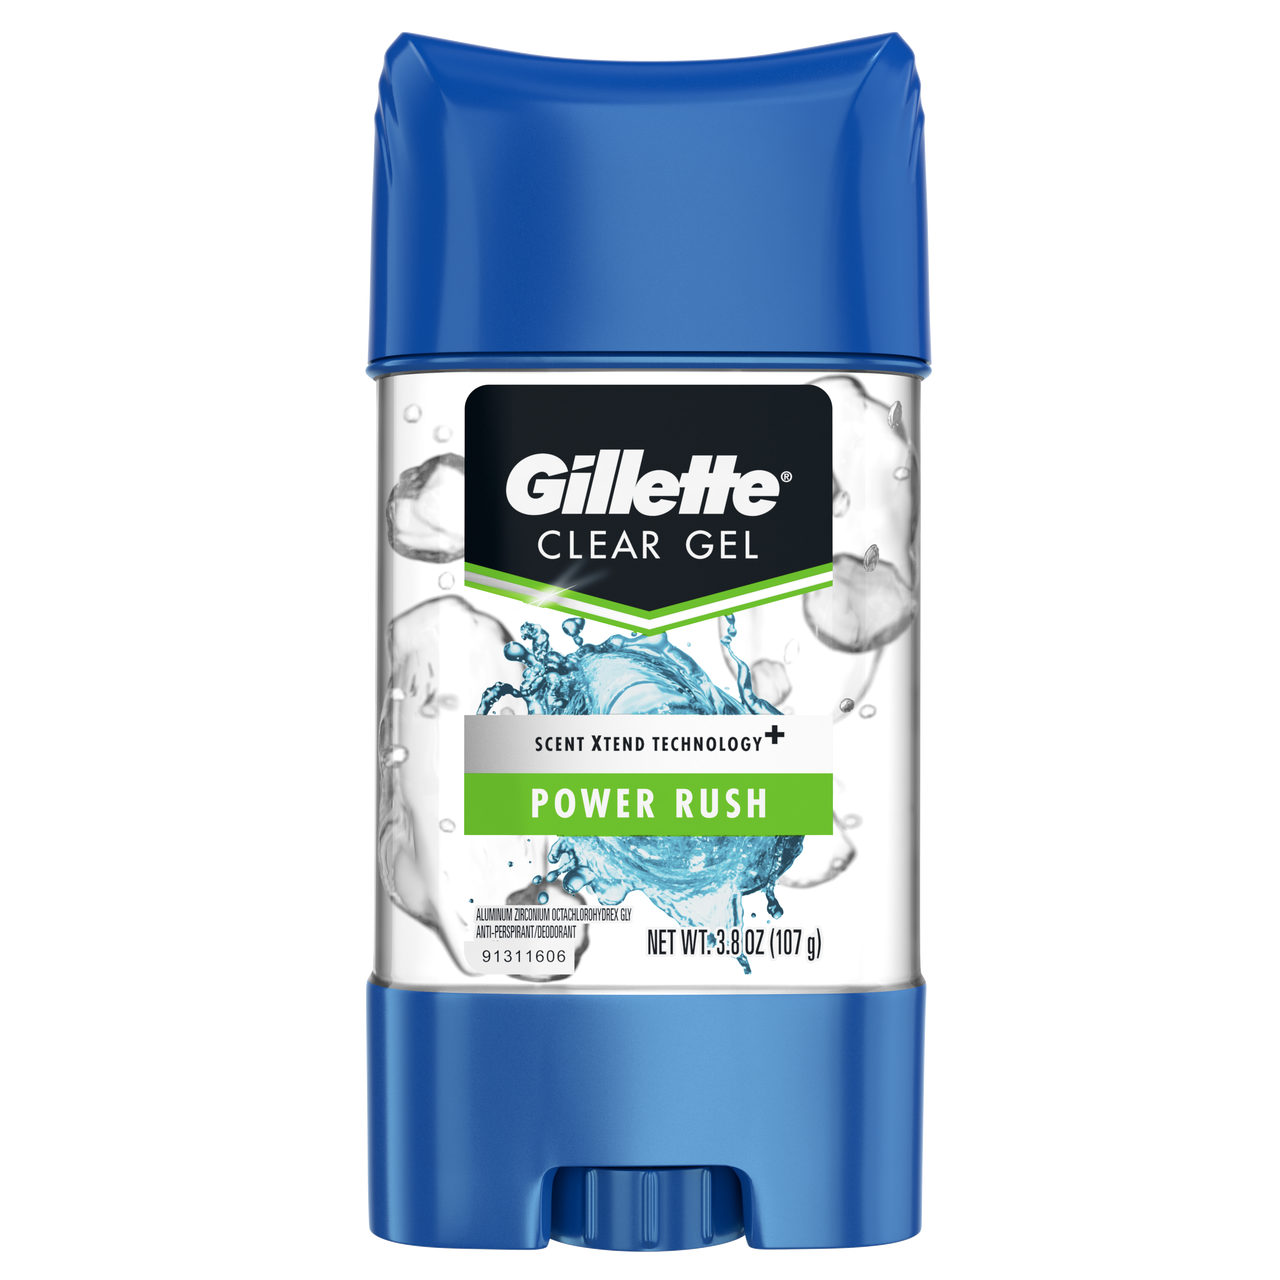 Gillette®
CLEAR GEL
SCENT XTEND TECHNOLOGY+
POWER RUSH
ALUMINUM ZIRCONIUM OCTACHLOROHYDREX GLY
ANTI-PERSPIRANT/DEODORANT
91311606
NET WT. 3.8 OZ (107 g)